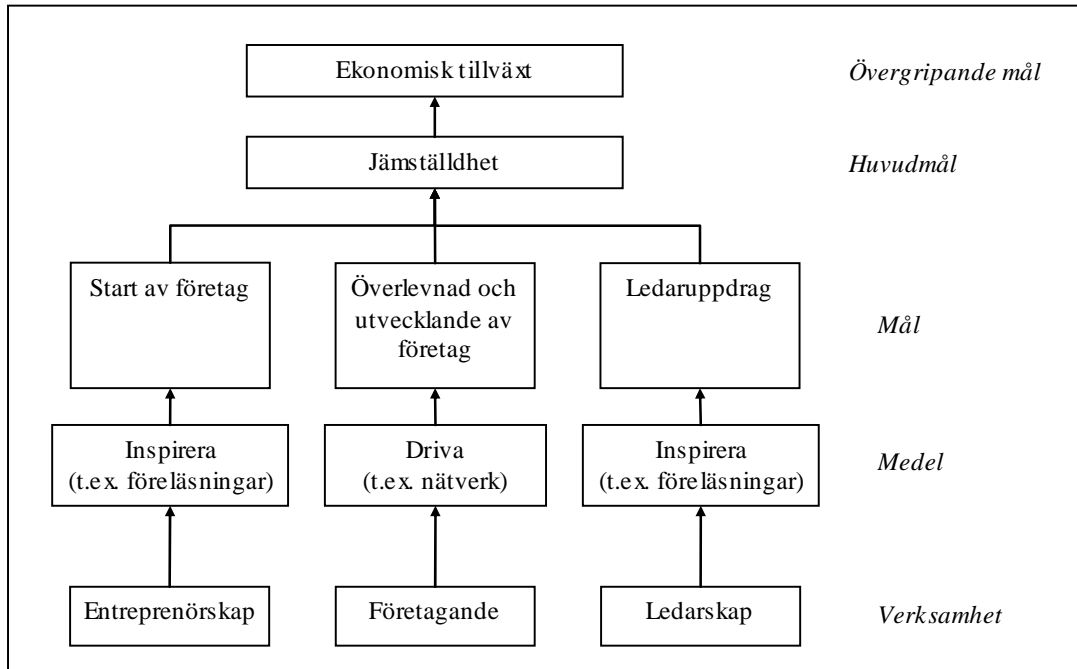 Ekonomisk tillväxt
Övergripande mål
Jämställdhet
Huvudmål
Start av företag
Överlevnad och
utvecklande av
företag
Ledaruppdrag
Mål
Inspirera
(t.ex. föreläsningar)
Driva
(t.ex. nätverk)
Inspirera
(t.ex. föreläsningar)
Medel
Entreprenörskap
Företagande
Ledarskap
Verksamhet